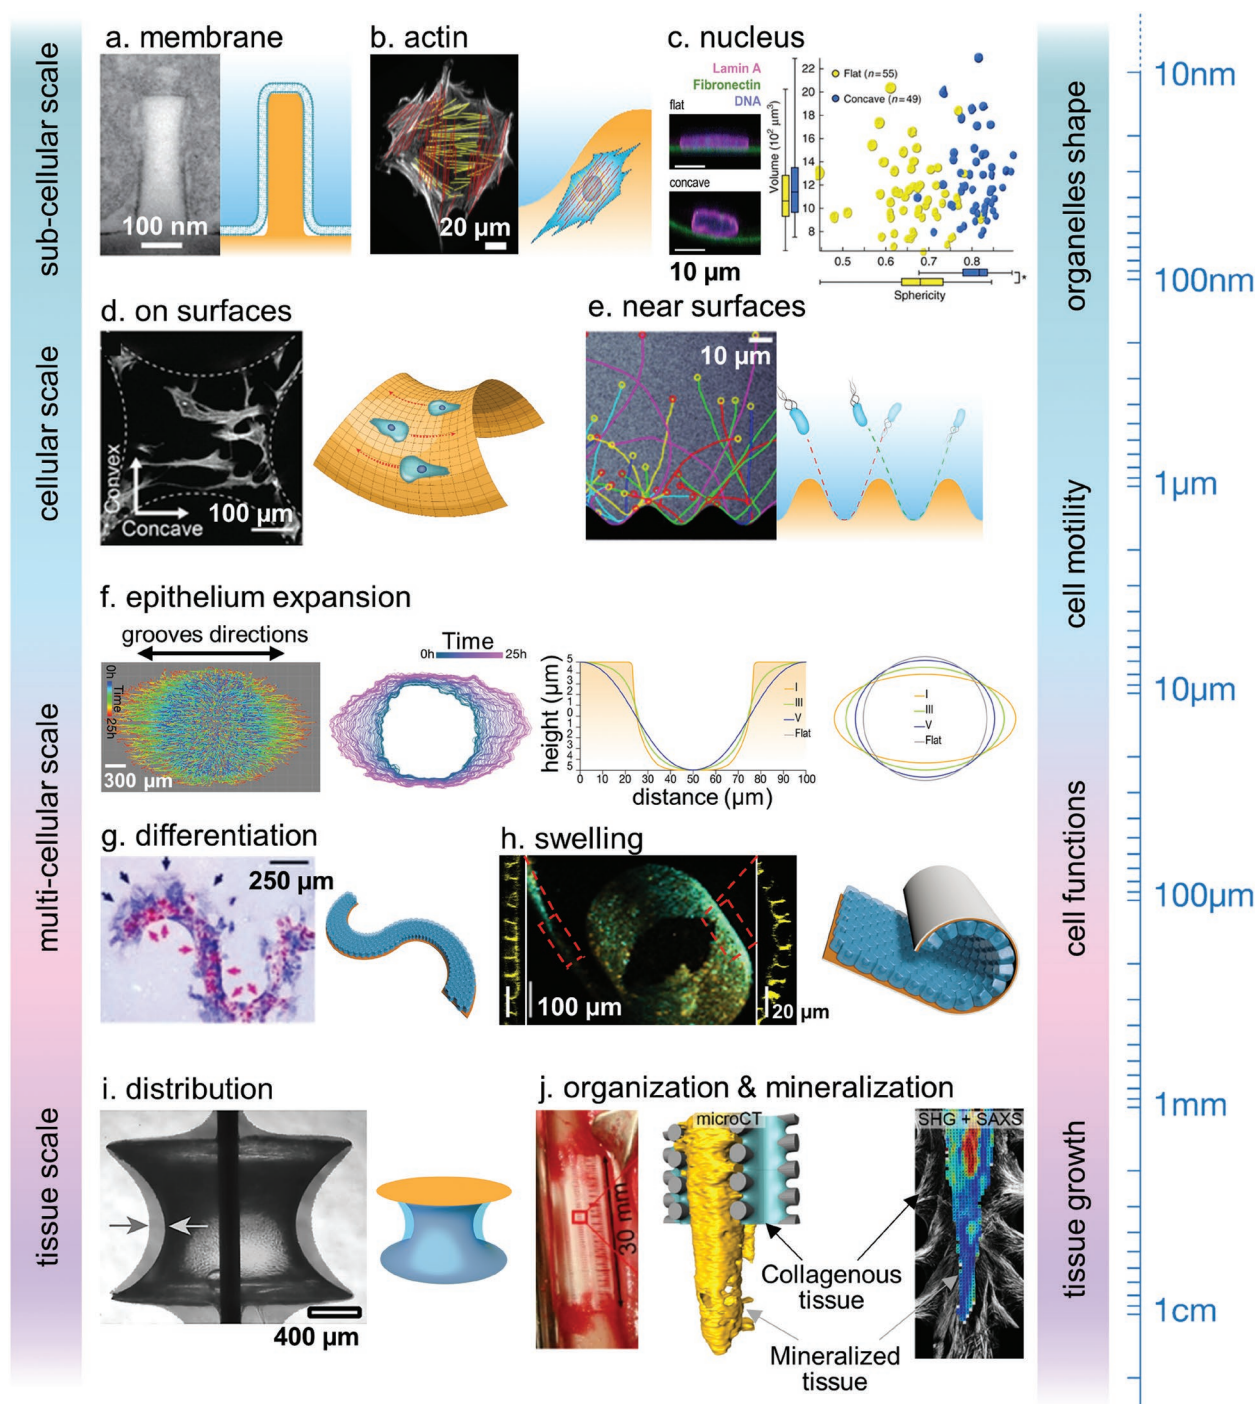 sub-cellular scale
cellular scale
multi-cellular scale
tissue scale
a. membrane
100 nm
b. actin
20 µm
c. nucleus
Lamin A
Fibronectin
DNA
flat
concave
10 µm
Volume (10² µm³)
22
20
18
16
14
12
10
8
Flat (n=55)
Concave (n=49)
0.5
0.6
0.7
0.8
*
Sphericity
d. on surfaces
Convex
Concave
100 µm
e. near surfaces
10 µm
f. epithelium expansion
grooves directions
0h
Time
25h
300 µm
Time
0h
25h
height (µm)
5
4
3
2
1
0
1
2
3
4
5
0 10 20 30 40 50 60 70 80 90 100
distance (µm)
I
III
V
Flat
I
III
V
Flat
g. differentiation
250 µm
h. swelling
100 µm
20 µm
i. distribution
400 µm
j. organization & mineralization
30 mm
microCT
SHG + SAXS
Collagenous
tissue
Mineralized
tissue
organelles shape
cell motility
cell functions
tissue growth
10nm
100nm
1µm
10µm
100µm
1mm
1cm